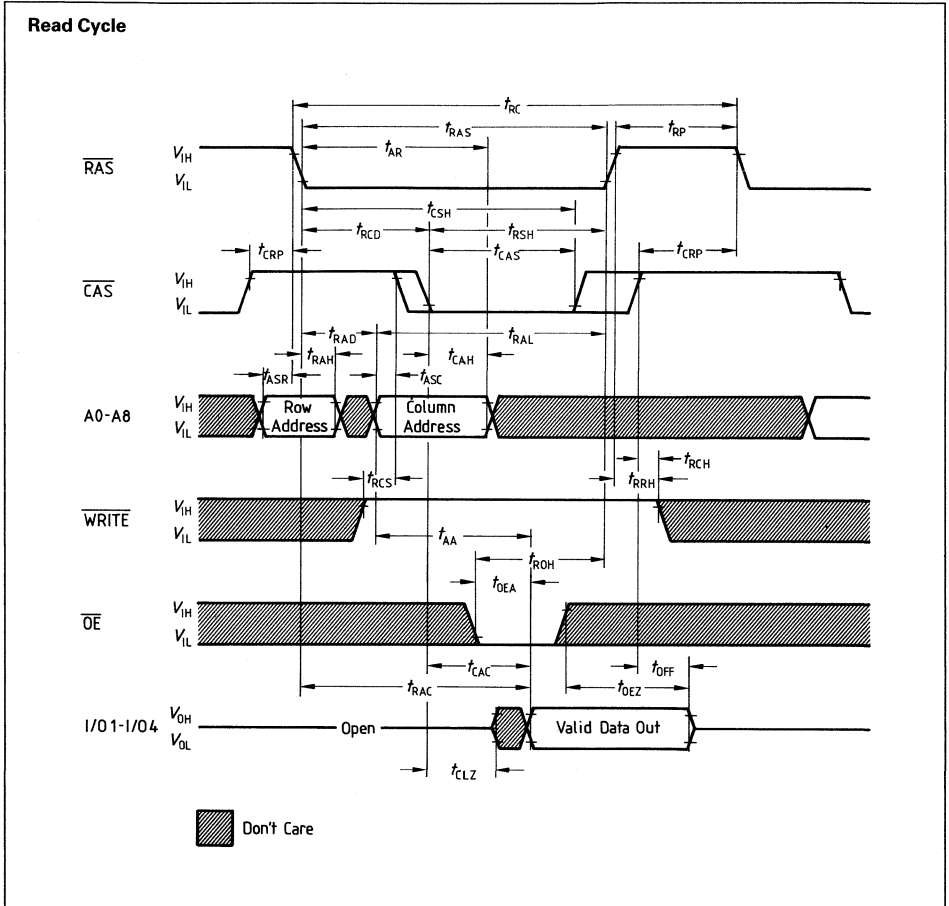 Read Cycle
tRC
tRAS
tRP
tAR
RAS
VIH
VIL
tCSH
tRCD
tRSH
tCRP
tCAS
tCRP
CAS
VIH
VIL
tRAD
tRAL
tRAH
tCAH
tASR
tASC
A0-A8
VIH
VIL
Row
Address
Column
Address
tRCH
tRCS
tRRH
WRITE
VIH
VIL
tAA
tROH
tOEA
OE
VIH
VIL
tCAC
tOFF
tRAC
tOEZ
I/O1-I/O4
VOH
VOL
Open
Valid Data Out
tCLZ
Don't Care